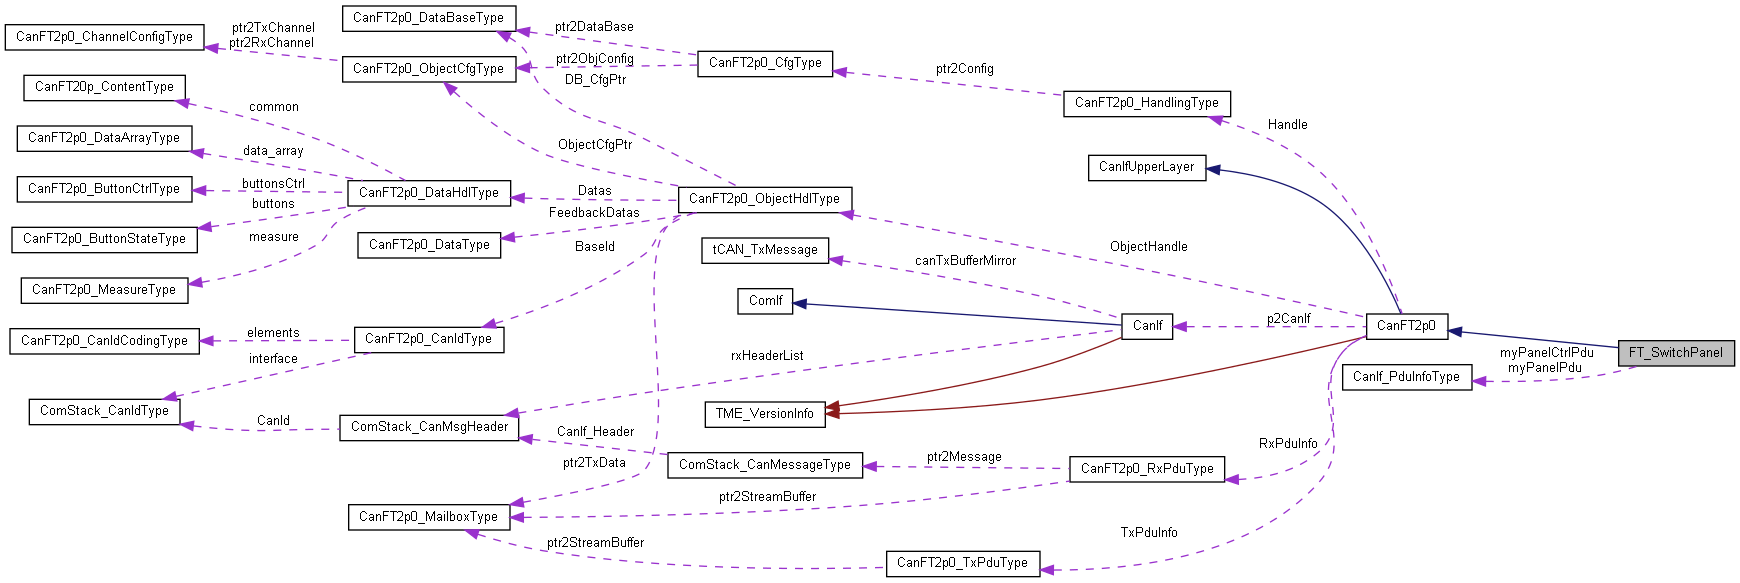 CanFT2p0_DataBaseType
ptr2TxChannel
ptr2RxChannel
CanFT2p0_ChannelConfigType
ptr2DataBase
CanFT2p0_ObjectCfgType
ptr2ObjConfig
CanFT2p0_CfgType
DB_CfgPtr
ptr2Config
CanFT20p_ContentType
common
CanFT2p0_HandlingType
Handle
CanFT2p0_DataArrayType
data_array
ObjectCfgPtr
CanIfUpperLayer
CanFT2p0_ButtonCtrlType
buttonsCtrl
CanFT2p0_DataHdlType
Datas
CanFT2p0_ObjectHdlType
buttons
FeedbackDatas
CanFT2p0_ButtonStateType
measure
CanFT2p0_DataType
BaseId
tCAN_TxMessage
ObjectHandle
canTxBufferMirror
CanFT2p0_MeasureType
ComIf
p2CanIf
CanIf
CanFT2p0
CanFT2p0_CanIdCodingType
elements
CanFT2p0_CanIdType
interface
rxHeaderList
myPanelCtrlPdu
myPanelPdu
FT_SwitchPanel
CanIf_PduInfoType
ComStack_CanIdType
CanId
ComStack_CanMsgHeader
TME_VersionInfo
CanIf_Header
RxPduInfo
ptr2TxData
ComStack_CanMessageType
ptr2Message
CanFT2p0_RxPduType
ptr2StreamBuffer
CanFT2p0_MailboxType
TxPduInfo
ptr2StreamBuffer
CanFT2p0_TxPduType